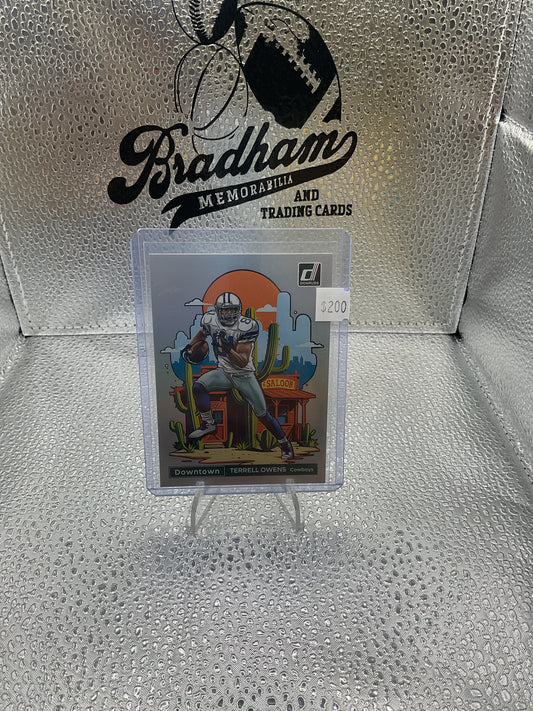 Bradham
MEMORABILIA
AND
TRADING CARDS
DONRUSS
$200
SALOON
Downtown | TERRELL OWENS Cowboys